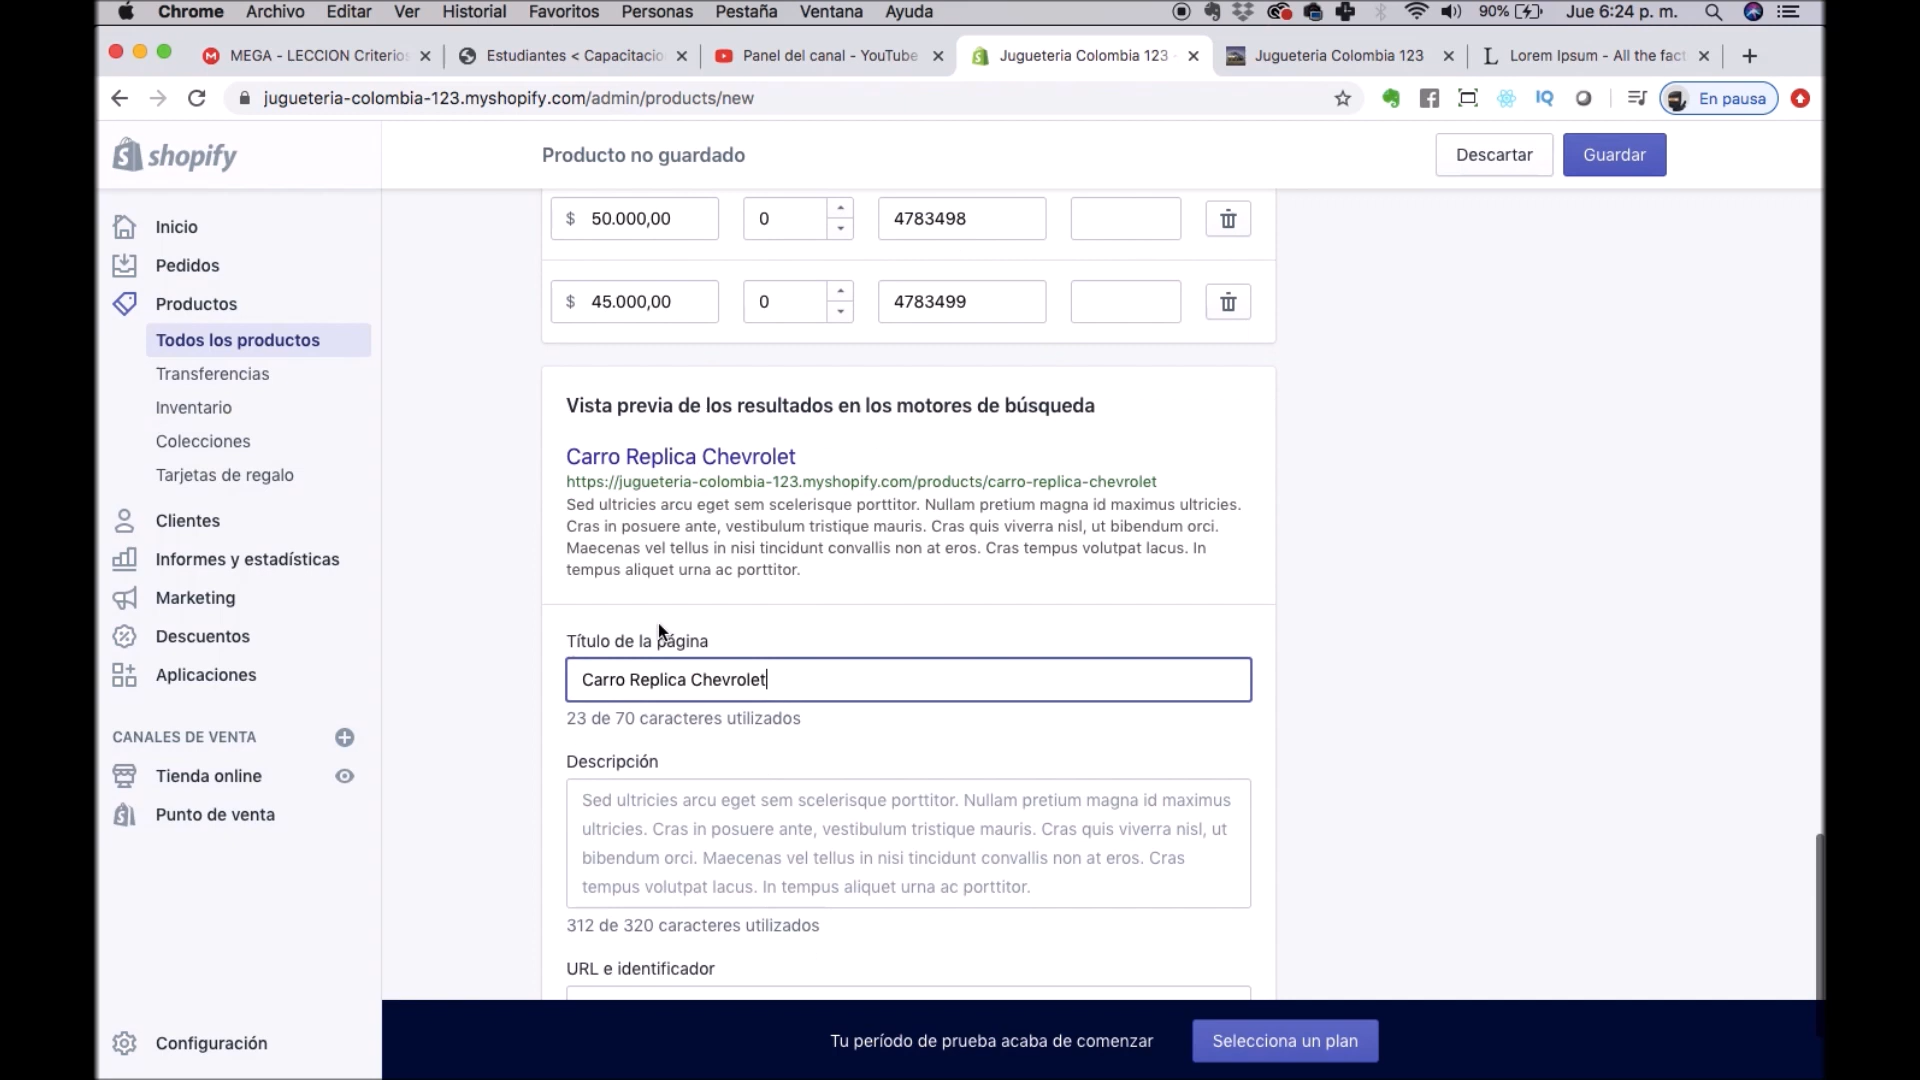 Chrome Archivo Editar Ver Historial Favoritos Personas Pestaña Ventana Ayuda 90% Jue 6:24 p. m.
MEGA - LECCION Criterios Estudiantes < Capacitacio Panel del canal - YouTube Jugueteria Colombia 123 - Jugueteria Colombia 123 Lorem Ipsum - All the fact
jugueteria-colombia-123.myshopify.com/admin/products/new IQ En pausa
shopify Producto no guardado Descartar Guardar
Inicio
Pedidos
Productos
Todos los productos
Transferencias
Inventario
Colecciones
Tarjetas de regalo
Clientes
Informes y estadísticas
Marketing
Descuentos
Aplicaciones
CANALES DE VENTA
Tienda online
Punto de venta
Configuración
$ 50.000,00 0 4783498
$ 45.000,00 0 4783499
Vista previa de los resultados en los motores de búsqueda
Carro Replica Chevrolet
https://jugueteria-colombia-123.myshopify.com/products/carro-replica-chevrolet
Sed ultricies arcu eget sem scelerisque porttitor. Nullam pretium magna id maximus ultricies.
Cras in posuere ante, vestibulum tristique mauris. Cras quis viverra nisl, ut bibendum orci.
Maecenas vel tellus in nisi tincidunt convallis non at eros. Cras tempus volutpat lacus. In
tempus aliquet urna ac porttitor.
Título de la página
Carro Replica Chevrolet
23 de 70 caracteres utilizados
Descripción
Sed ultricies arcu eget sem scelerisque porttitor. Nullam pretium magna id maximus
ultricies. Cras in posuere ante, vestibulum tristique mauris. Cras quis viverra nisl, ut
bibendum orci. Maecenas vel tellus in nisi tincidunt convallis non at eros. Cras
tempus volutpat lacus. In tempus aliquet urna ac porttitor.
312 de 320 caracteres utilizados
URL e identificador
Tu período de prueba acaba de comenzar Selecciona un plan